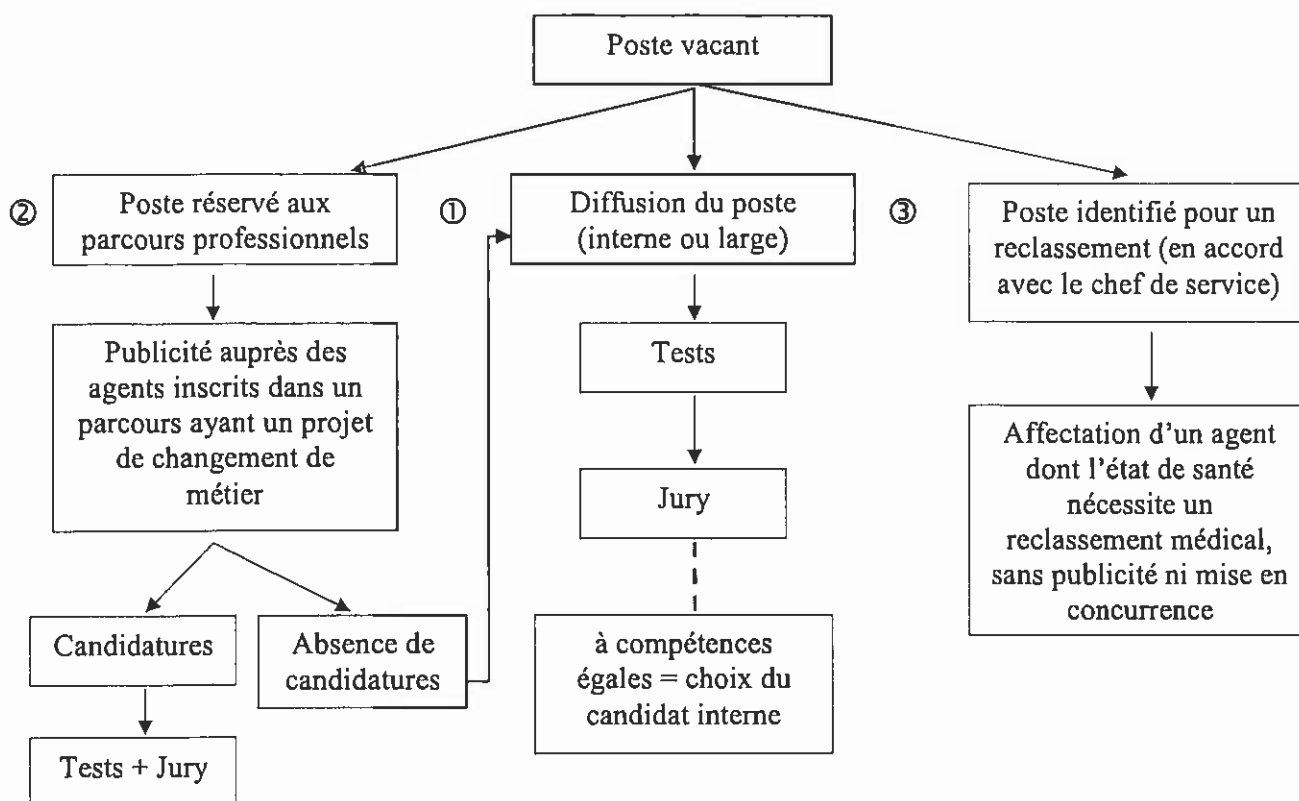 Poste vacant
②
Poste réservé aux
parcours professionnels
Publicité auprès des
agents inscrits dans un
parcours ayant un projet
de changement de
métier
Candidatures
Absence de
candidatures
Tests + Jury
①
Diffusion du poste
(interne ou large)
Tests
Jury
à compétences
égales = choix du
candidat interne
③
Poste identifié pour un
reclassement (en accord
avec le chef de service)
Affectation d'un agent
dont l'état de santé
nécessite un
reclassement médical,
sans publicité ni mise en
concurrence